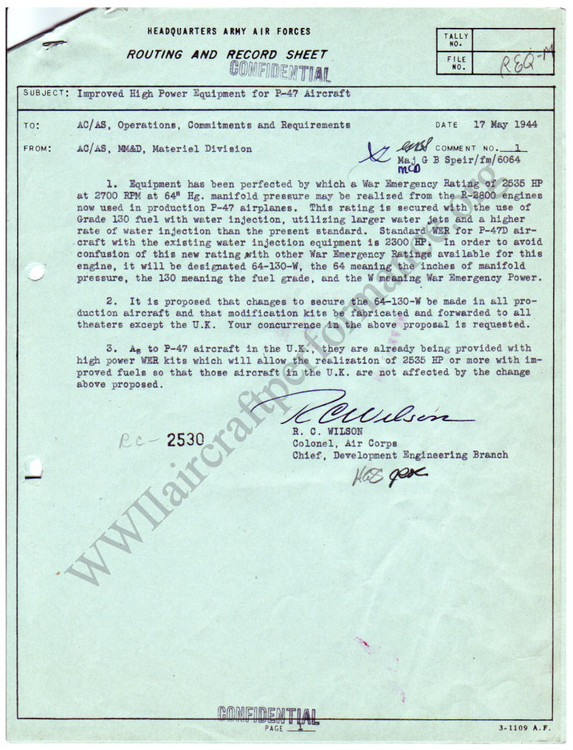 HEADQUARTERS ARMY AIR FORCES
ROUTING AND RECORD SHEET
CONFIDENTIAL
TALLY NO.
FILE NO. REQ-M
SUBJECT: Improved High Power Equipment for P-47 Aircraft
TO: AC/AS, Operations, Commitments and Requirements DATE 17 May 1944
FROM: AC/AS, MM&D, Materiel Division COMMENT NO. 1
Maj G B Speir/fm/6064
MCD
1. Equipment has been perfected by which a War Emergency Rating of 2535 HP
at 2700 RPM at 64" Hg. manifold pressure may be realized from the R-2800 engines
now used in production P-47 airplanes. This rating is secured with the use of
Grade 130 fuel with water injection, utilizing larger water jets and a higher
rate of water injection than the present standard. Standard WER for P-47D air-
craft with the existing water injection equipment is 2300 HP. In order to avoid
confusion of this new rating with other War Emergency Ratings available for this
engine, it will be designated 64-130-W, the 64 meaning the inches of manifold
pressure, the 130 meaning the fuel grade, and the W meaning War Emergency Power.
2. It is proposed that changes to secure the 64-130-W be made in all pro-
duction aircraft and that modification kits be fabricated and forwarded to all
theaters except the U.K. Your concurrence in the above proposal is requested.
3. As to P-47 aircraft in the U.K., they are already being provided with
high power WER kits which will allow the realization of 2535 HP or more with im-
proved fuels so that those aircraft in the U.K. are not affected by the change
above proposed.
R C Wilson
RC- 2530
R. C. WILSON
Colonel, Air Corps
Chief, Development Engineering Branch
WWIIaircraftperformance.org
CONFIDENTIAL
PAGE 1
3-1109 A.F.